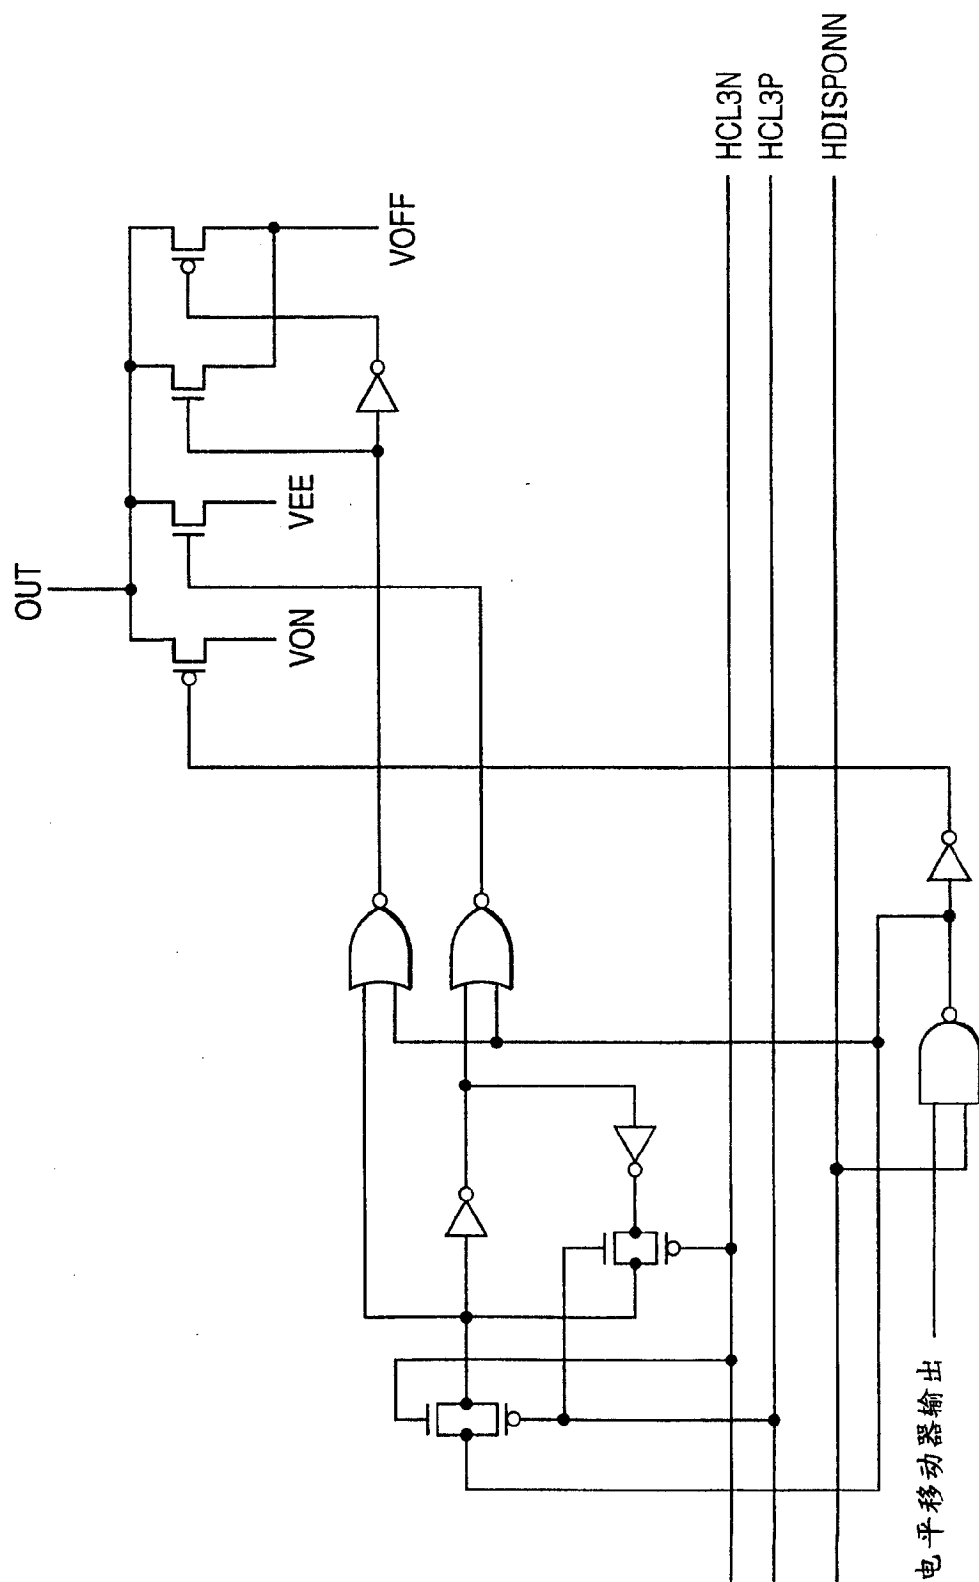 OUT
VON
VEE
VOFF
HCL3N
HCL3P
HDISPONN
电平移动器输出